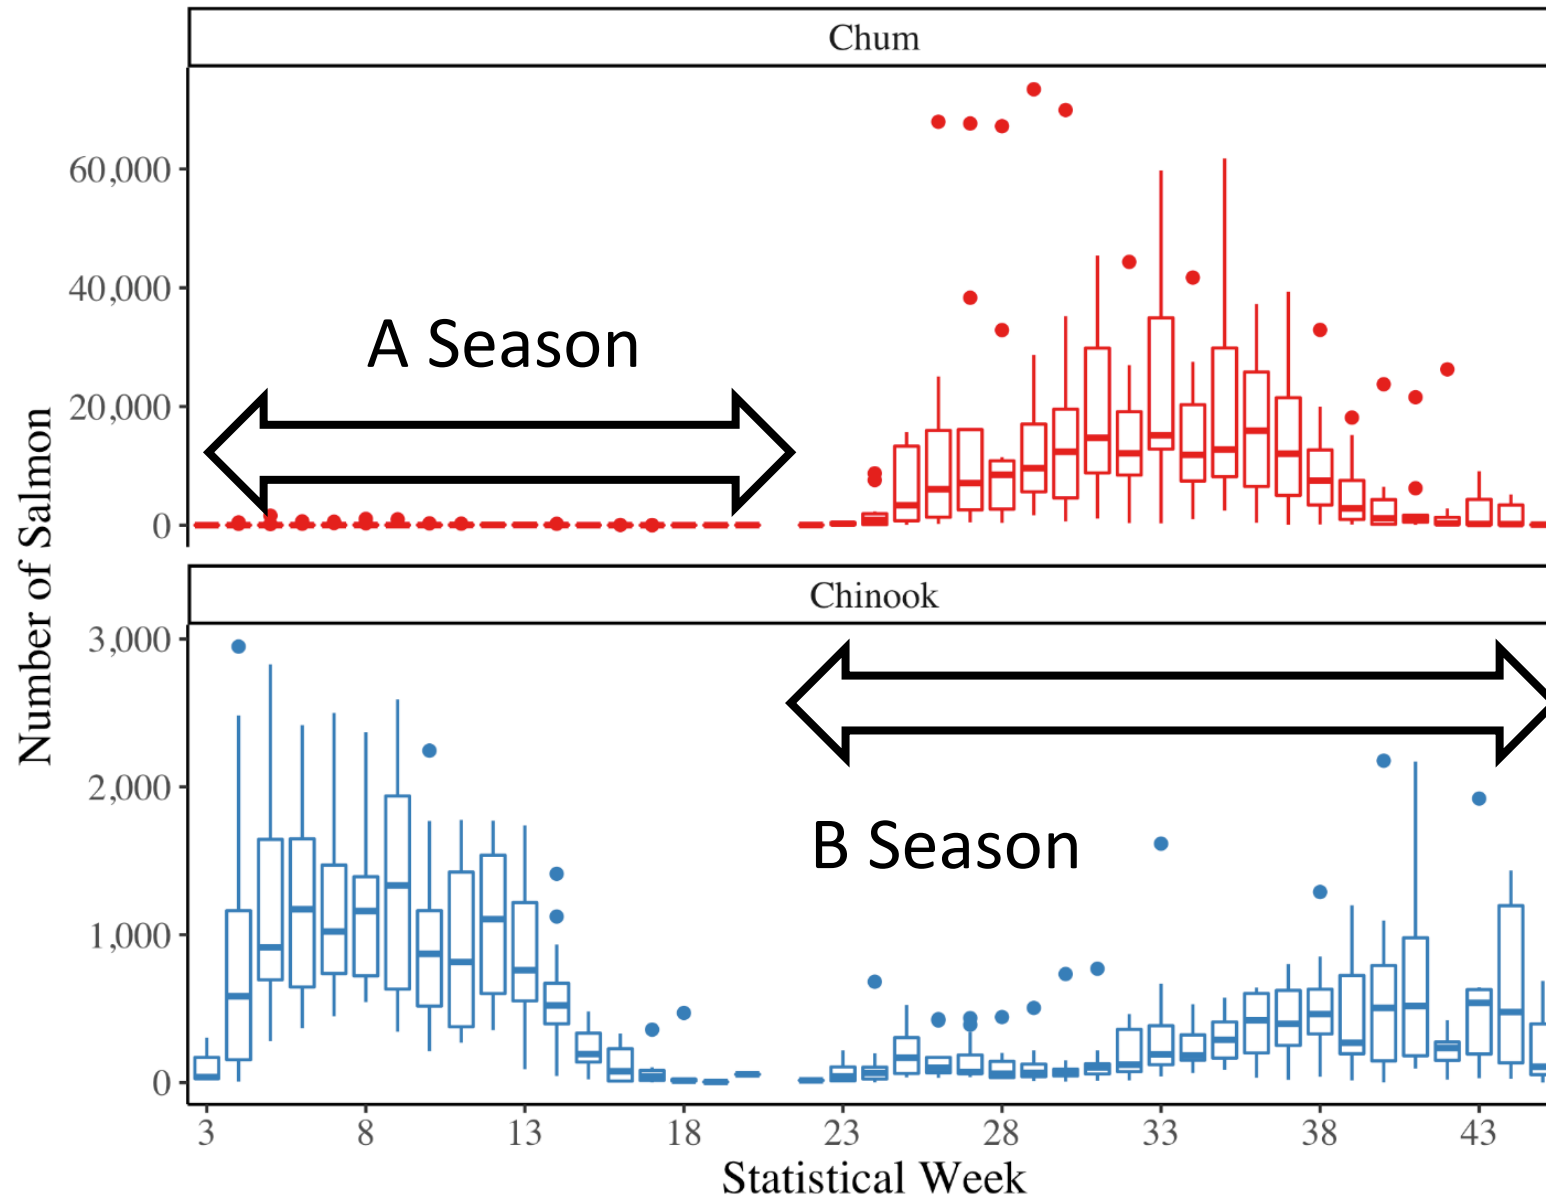 Chum
60,000
40,000
20,000
0
A Season
Number of Salmon
Chinook
3,000
2,000
1,000
0
B Season
3 8 13 18 23 28 33 38 43
Statistical Week